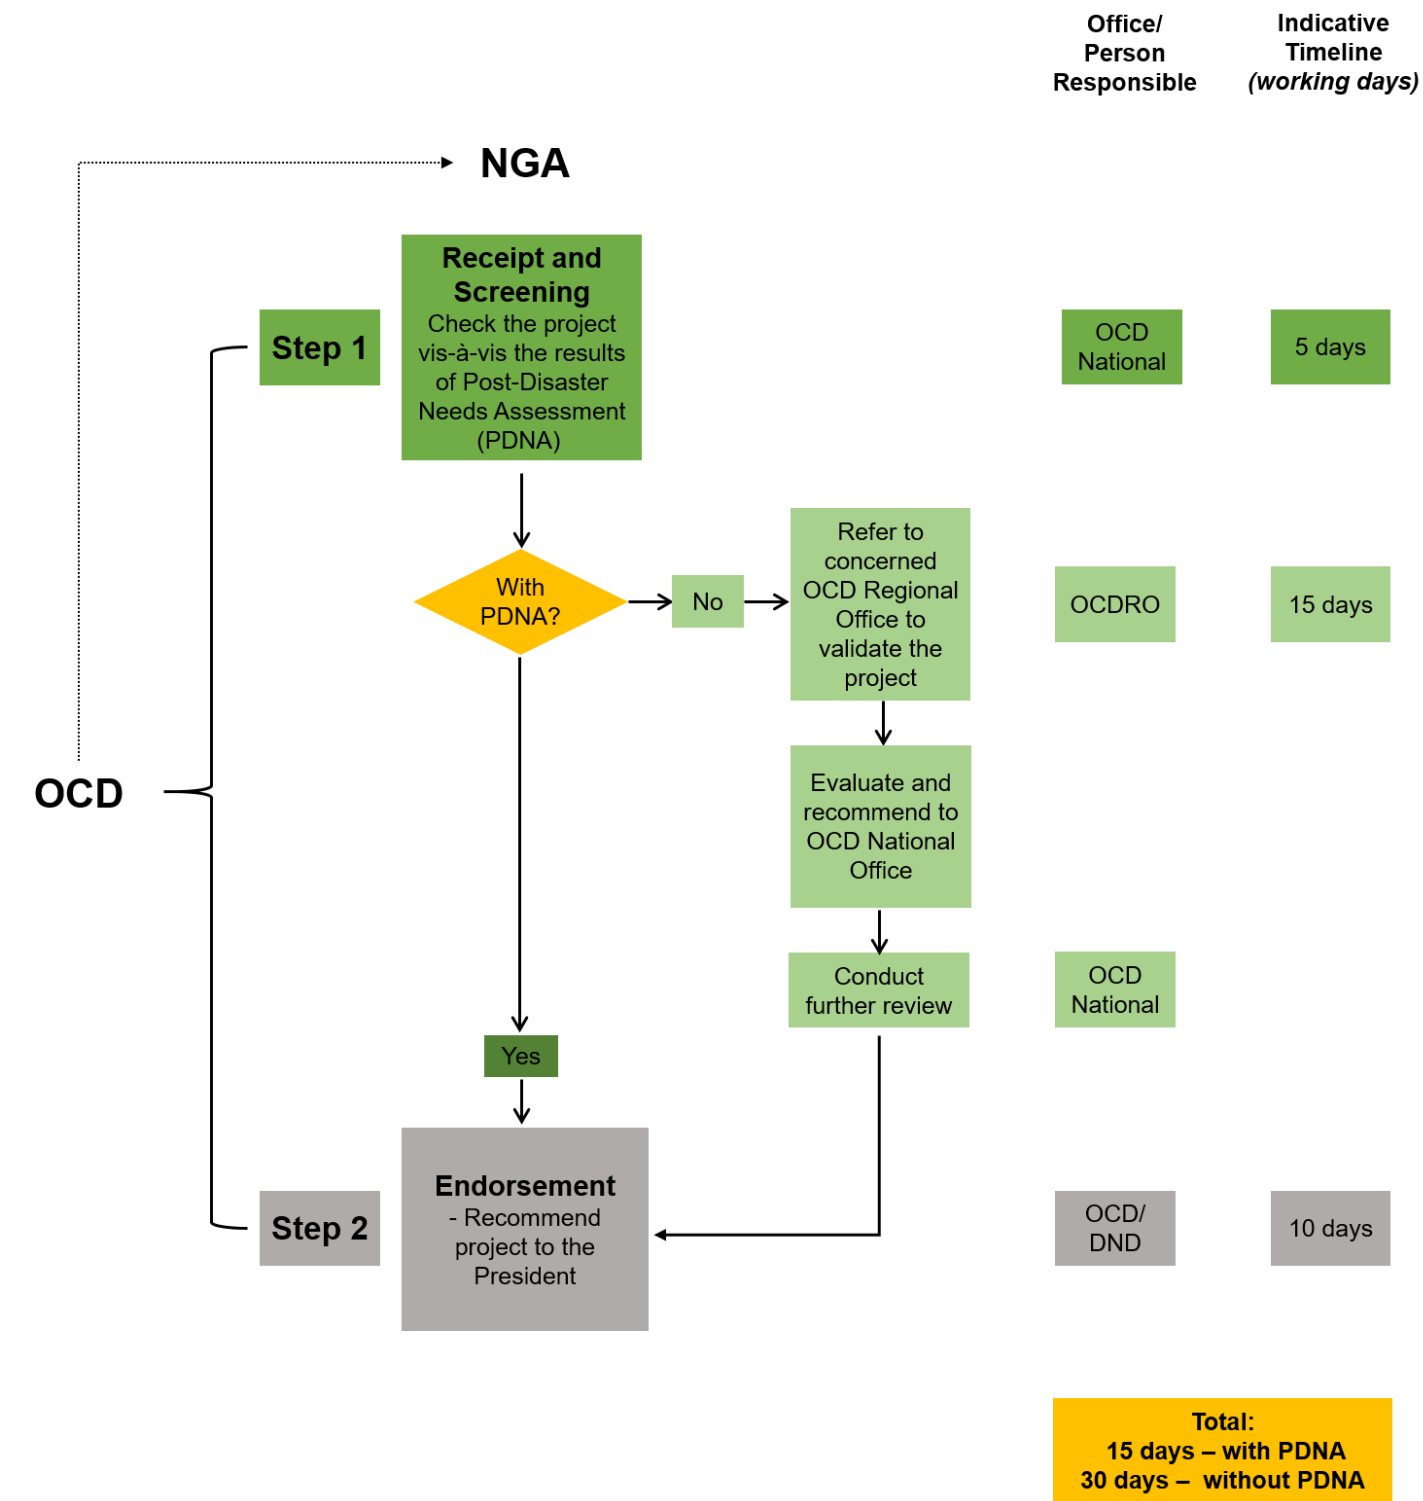 Office/
Person
Responsible
Indicative
Timeline
(working days)
NGA
Receipt and
Screening
Check the project
vis-à-vis the results
of Post-Disaster
Needs Assessment
(PDNA)
Step 1
OCD
National
5 days
With
PDNA?
No
Refer to
concerned
OCD Regional
Office to
validate the
project
OCDRO
15 days
OCD
Evaluate and
recommend to
OCD National
Office
Conduct
further review
OCD
National
Yes
Step 2
Endorsement
- Recommend
project to the
President
OCD/
DND
10 days
Total:
15 days – with PDNA
30 days – without PDNA